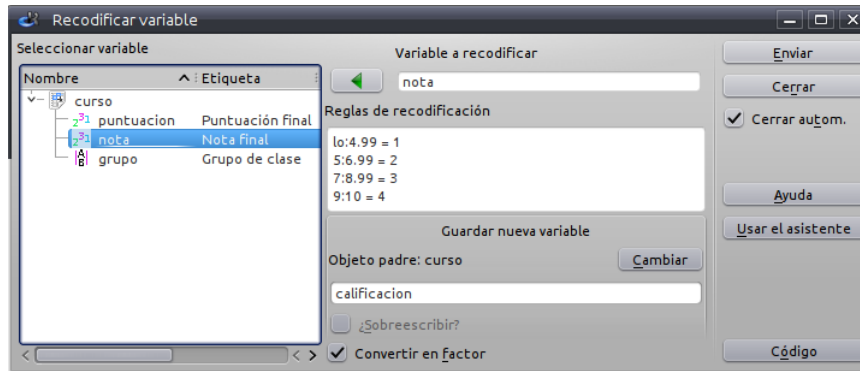 Recodificar variable
Seleccionar variable
Nombre Etiqueta
curso
puntuacion Puntuación final
nota Nota final
grupo Grupo de clase
Variable a recodificar
nota
Reglas de recodificación
lo:4.99 = 1
5:6.99 = 2
7:8.99 = 3
9:10 = 4
Guardar nueva variable
Objeto padre: curso Cambiar
calificacion
¿Sobreescribir?
Convertir en factor
Enviar
Cerrar
Cerrar autom.
Ayuda
Usar el asistente
Código